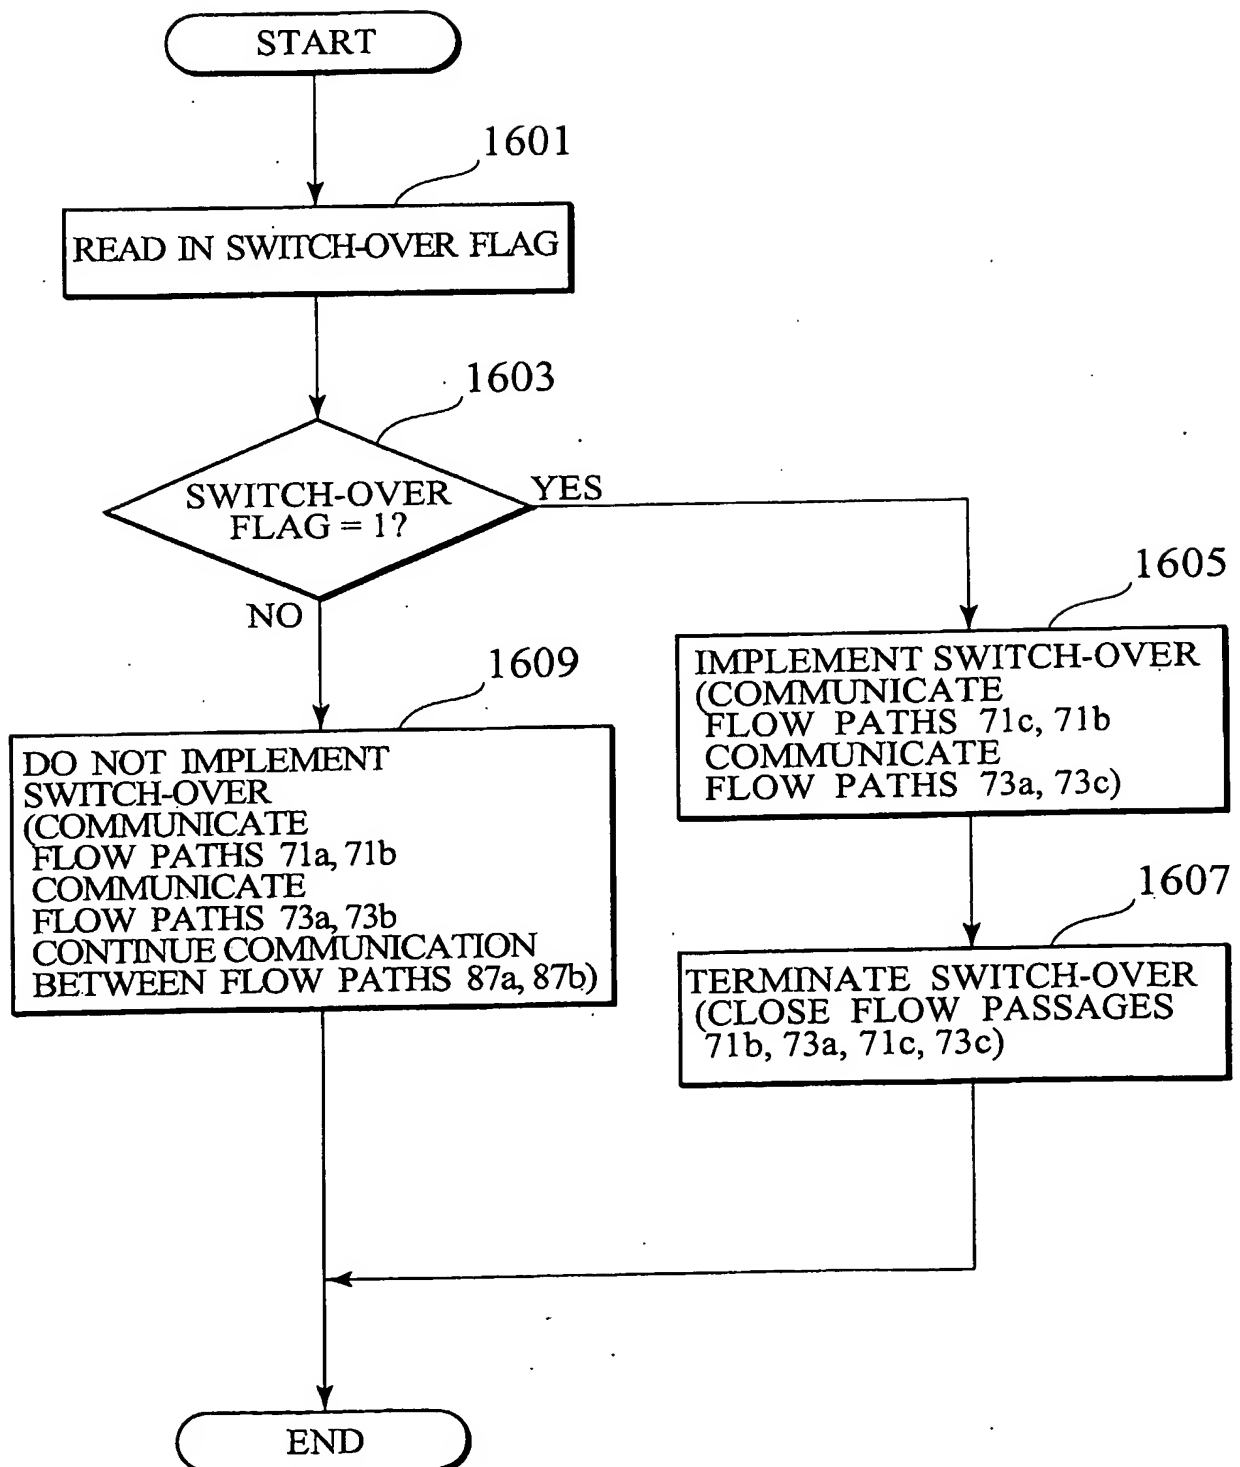 START
1601
READ IN SWITCH-OVER FLAG
1603
SWITCH-OVER
FLAG = 1?
YES
NO
1605
IMPLEMENT SWITCH-OVER
(COMMUNICATE
FLOW PATHS 71c, 71b
COMMUNICATE
FLOW PATHS 73a, 73c)
1607
TERMINATE SWITCH-OVER
(CLOSE FLOW PASSAGES
71b, 73a, 71c, 73c)
1609
DO NOT IMPLEMENT
SWITCH-OVER
(COMMUNICATE
FLOW PATHS 71a, 71b
COMMUNICATE
FLOW PATHS 73a, 73b
CONTINUE COMMUNICATION
BETWEEN FLOW PATHS 87a, 87b)
END